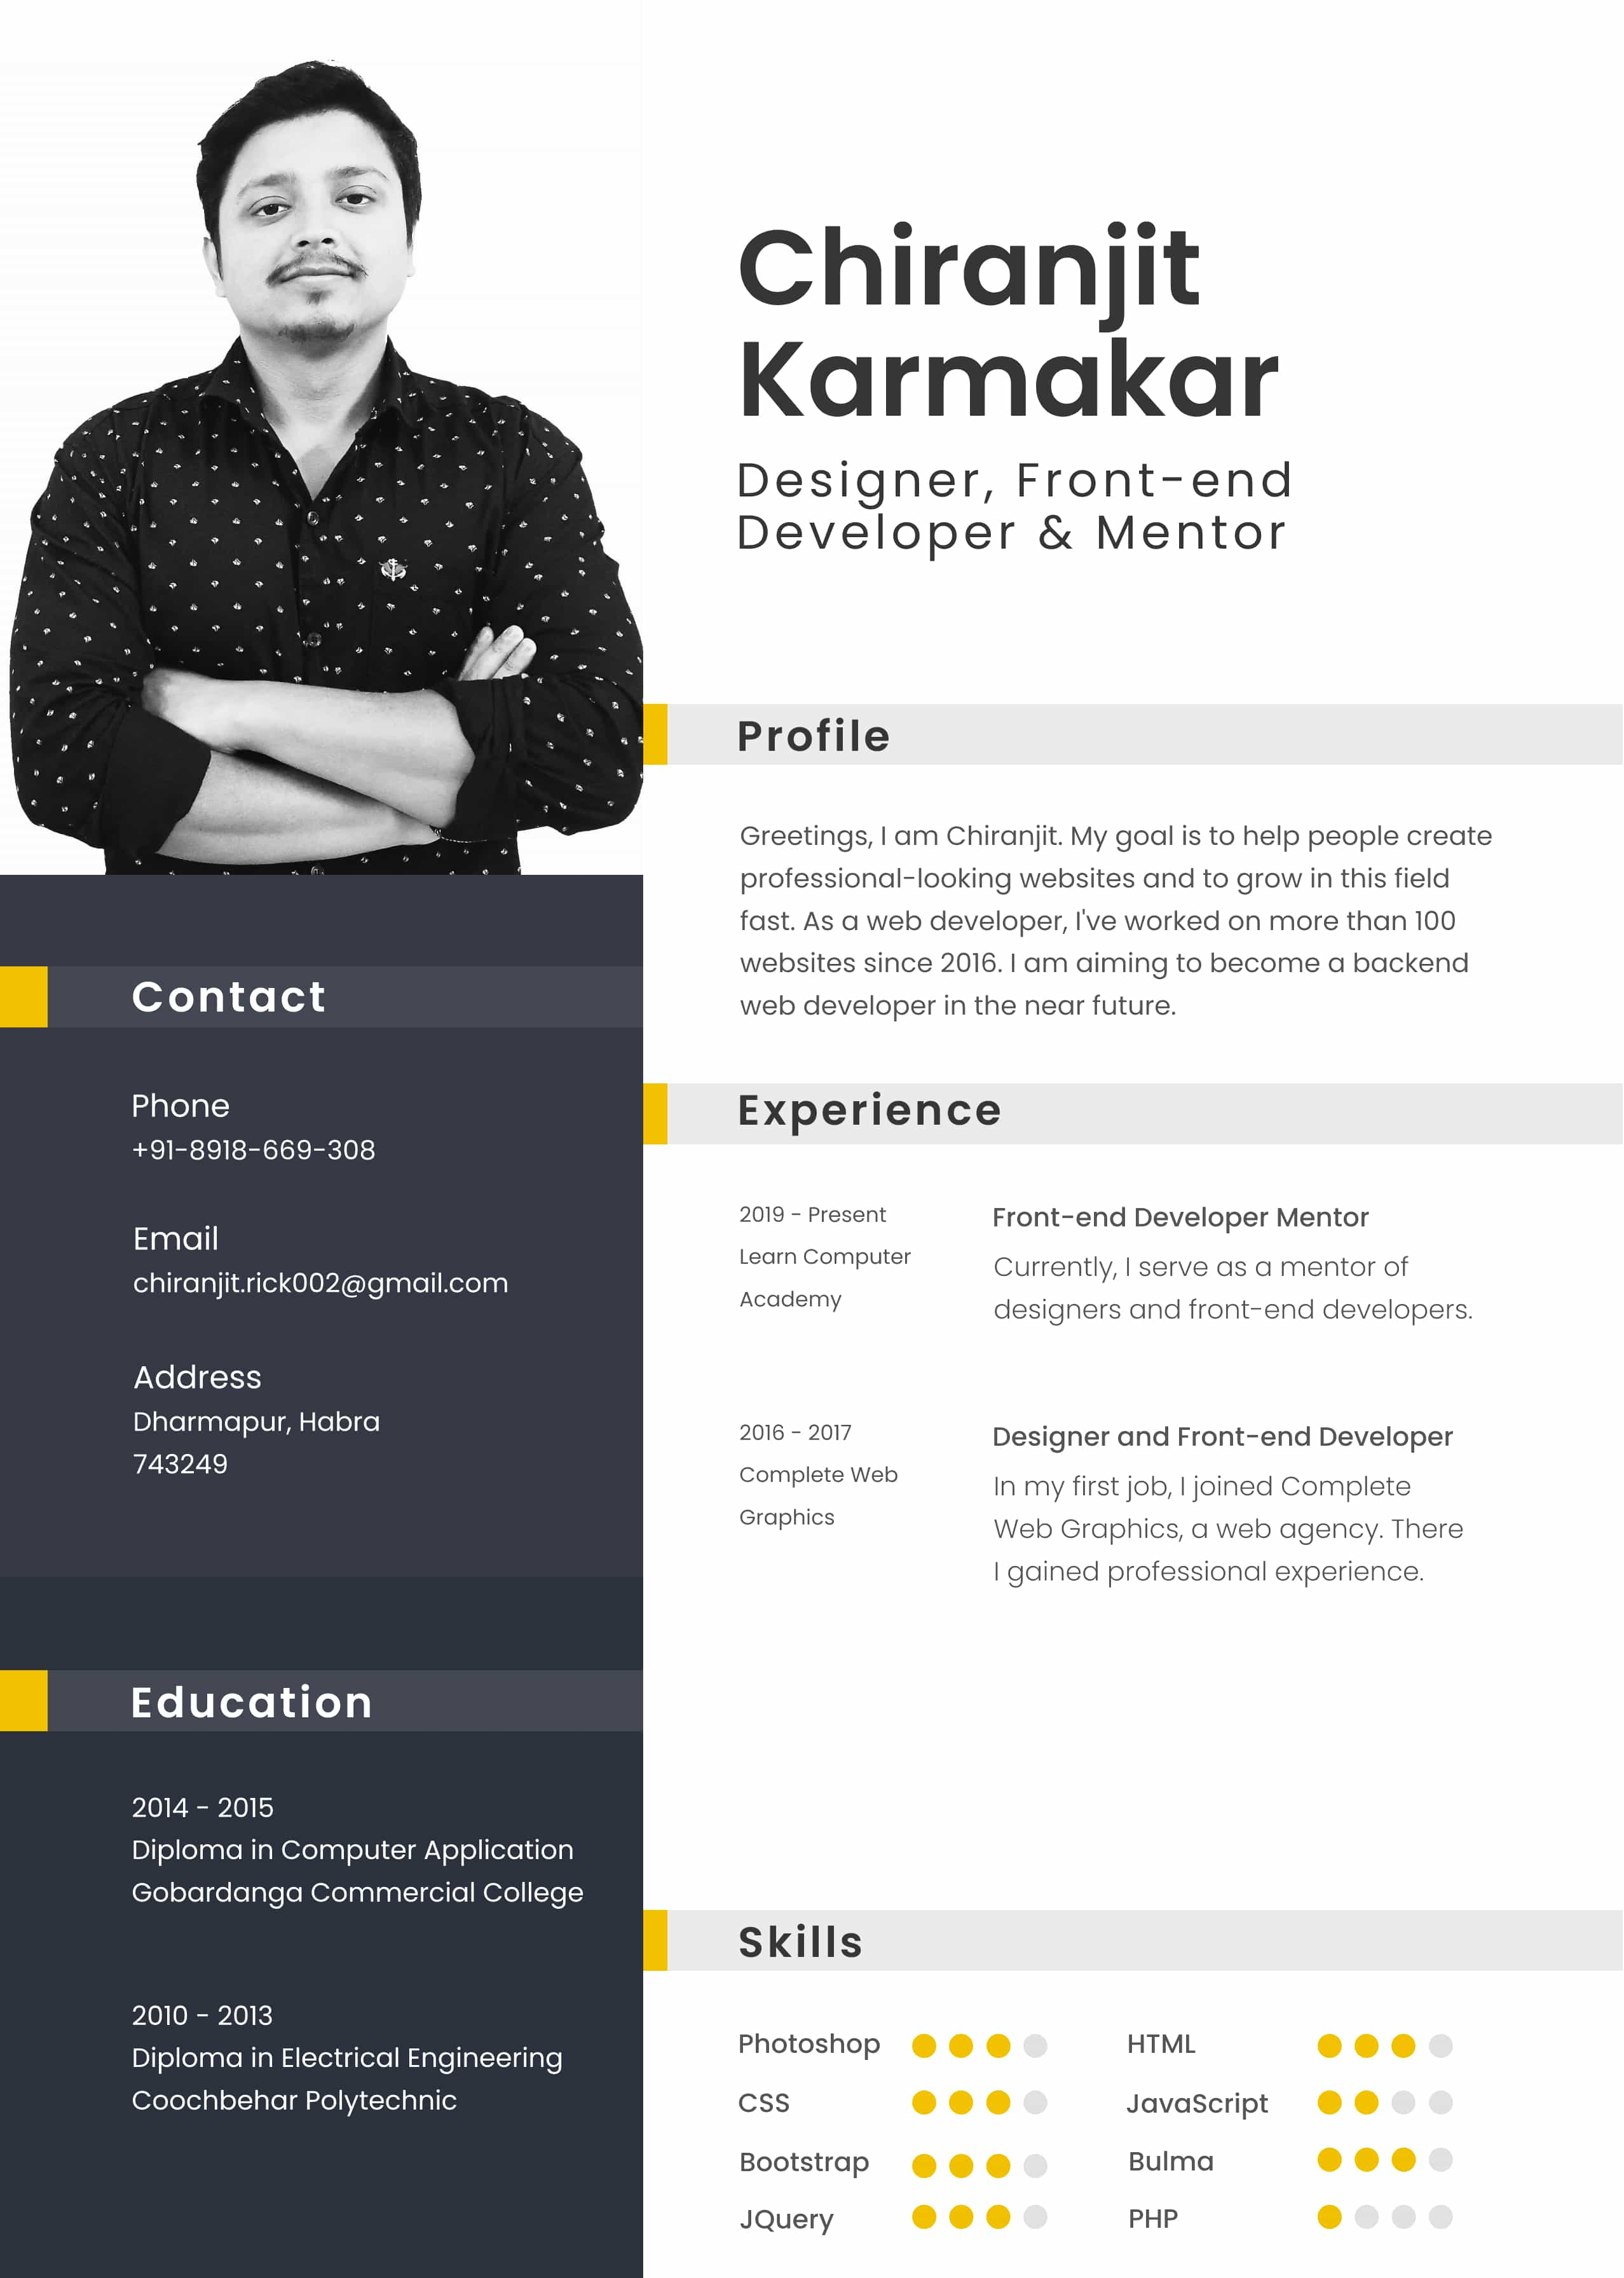 Chiranjit
Karmakar
Designer, Front-end
Developer & Mentor
Contact
Phone
+91-8918-669-308
Email
chiranjit.rick002@gmail.com
Address
Dharmapur, Habra
743249
Education
2014 - 2015
Diploma in Computer Application
Gobardanga Commercial College
2010 - 2013
Diploma in Electrical Engineering
Coochbehar Polytechnic
Profile
Greetings, I am Chiranjit. My goal is to help people create
professional-looking websites and to grow in this field
fast. As a web developer, I've worked on more than 100
websites since 2016. I am aiming to become a backend
web developer in the near future.
Experience
2019 - Present
Learn Computer
Academy
Front-end Developer Mentor
Currently, I serve as a mentor of
designers and front-end developers.
2016 - 2017
Complete Web
Graphics
Designer and Front-end Developer
In my first job, I joined Complete
Web Graphics, a web agency. There
I gained professional experience.
Skills
Photoshop
HTML
CSS
JavaScript
Bootstrap
Bulma
JQuery
PHP